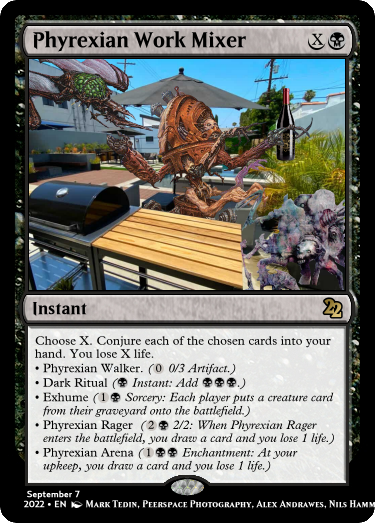 Phyrexian Work Mixer X
Instant 22
Choose X. Conjure each of the chosen cards into your
hand. You lose X life.
• Phyrexian Walker. (0 0/3 Artifact.)
• Dark Ritual ( Instant: Add .)
• Exhume (1 Sorcery: Each player puts a creature card
from their graveyard onto the battlefield.)
• Phyrexian Rager (2 2/2: When Phyrexian Rager
enters the battlefield, you draw a card and you lose 1 life.)
• Phyrexian Arena (1 Enchantment: At your
upkeep, you draw a card and you lose 1 life.)
September 7
2022 • EN Mark Tedin, Peerspace Photography, Alex Andrawes, Nils Hamm